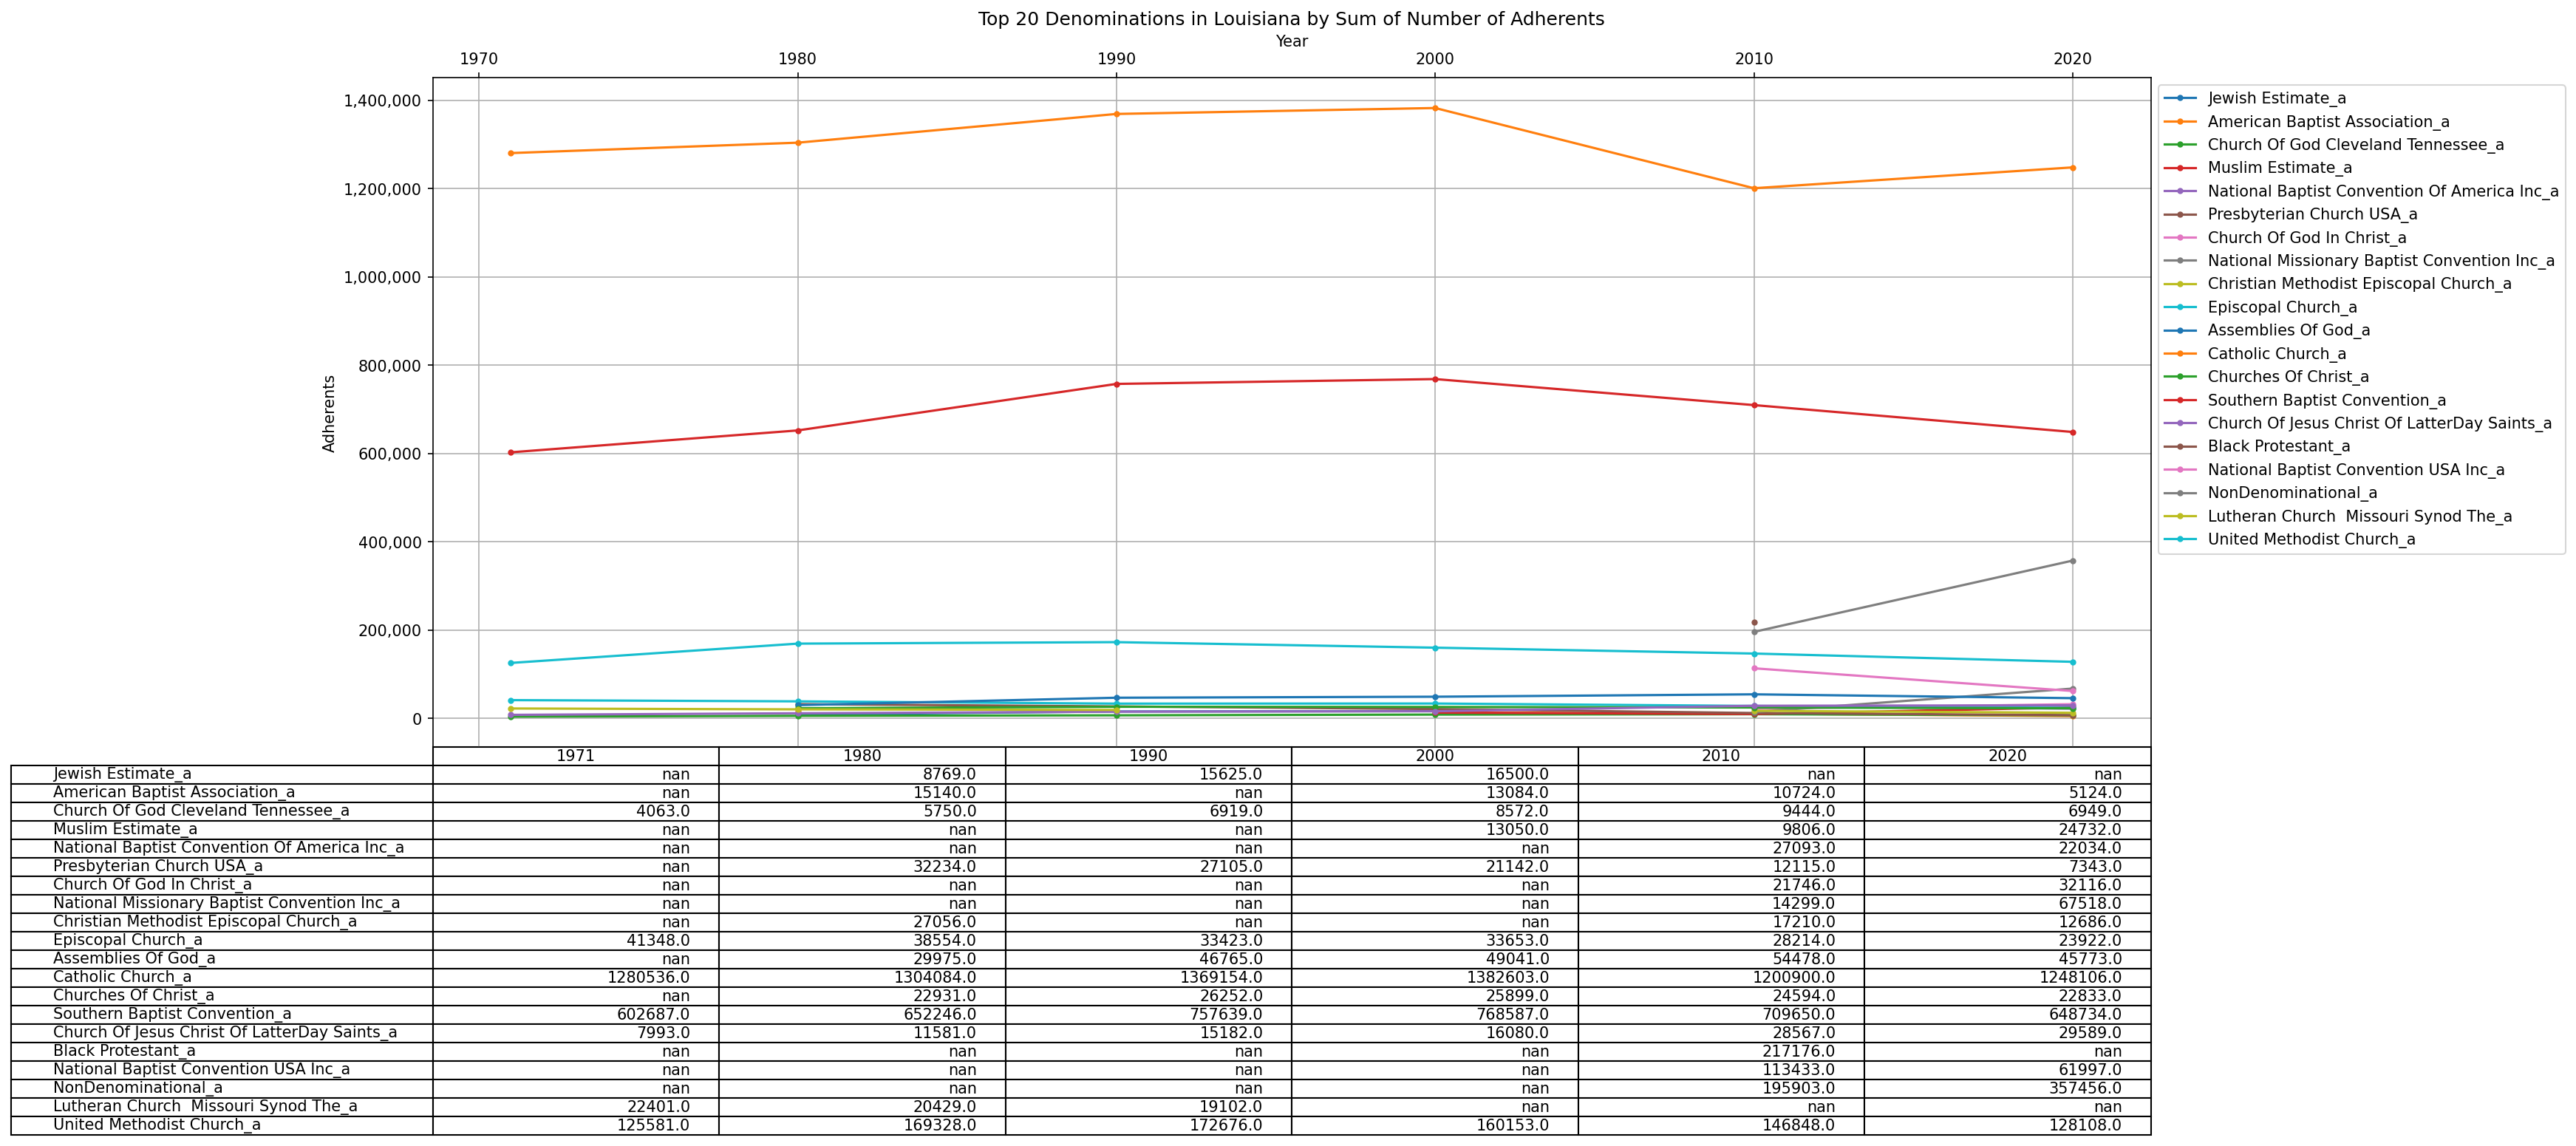 Top 20 Denominations in Louisiana by Sum of Number of Adherents
Year
1970 1980 1990 2000 2010 2020
1,400,000
1,200,000
1,000,000
800,000
600,000
400,000
200,000
0
Adherents
Jewish Estimate_a
American Baptist Association_a
Church Of God Cleveland Tennessee_a
Muslim Estimate_a
National Baptist Convention Of America Inc_a
Presbyterian Church USA_a
Church Of God In Christ_a
National Missionary Baptist Convention Inc_a
Christian Methodist Episcopal Church_a
Episcopal Church_a
Assemblies Of God_a
Catholic Church_a
Churches Of Christ_a
Southern Baptist Convention_a
Church Of Jesus Christ Of LatterDay Saints_a
Black Protestant_a
National Baptist Convention USA Inc_a
NonDenominational_a
Lutheran Church  Missouri Synod The_a
United Methodist Church_a
1971 1980 1990 2000 2010 2020
Jewish Estimate_a nan 8769.0 15625.0 16500.0 nan nan
American Baptist Association_a nan 15140.0 nan 13084.0 10724.0 5124.0
Church Of God Cleveland Tennessee_a 4063.0 5750.0 6919.0 8572.0 9444.0 6949.0
Muslim Estimate_a nan nan nan 13050.0 9806.0 24732.0
National Baptist Convention Of America Inc_a nan nan nan nan 27093.0 22034.0
Presbyterian Church USA_a nan 32234.0 27105.0 21142.0 12115.0 7343.0
Church Of God In Christ_a nan nan nan nan 21746.0 32116.0
National Missionary Baptist Convention Inc_a nan nan nan nan 14299.0 67518.0
Christian Methodist Episcopal Church_a nan 27056.0 nan nan 17210.0 12686.0
Episcopal Church_a 41348.0 38554.0 33423.0 33653.0 28214.0 23922.0
Assemblies Of God_a nan 29975.0 46765.0 49041.0 54478.0 45773.0
Catholic Church_a 1280536.0 1304084.0 1369154.0 1382603.0 1200900.0 1248106.0
Churches Of Christ_a nan 22931.0 26252.0 25899.0 24594.0 22833.0
Southern Baptist Convention_a 602687.0 652246.0 757639.0 768587.0 709650.0 648734.0
Church Of Jesus Christ Of LatterDay Saints_a 7993.0 11581.0 15182.0 16080.0 28567.0 29589.0
Black Protestant_a nan nan nan nan 217176.0 nan
National Baptist Convention USA Inc_a nan nan nan nan 113433.0 61997.0
NonDenominational_a nan nan nan nan 195903.0 357456.0
Lutheran Church  Missouri Synod The_a 22401.0 20429.0 19102.0 nan nan nan
United Methodist Church_a 125581.0 169328.0 172676.0 160153.0 146848.0 128108.0